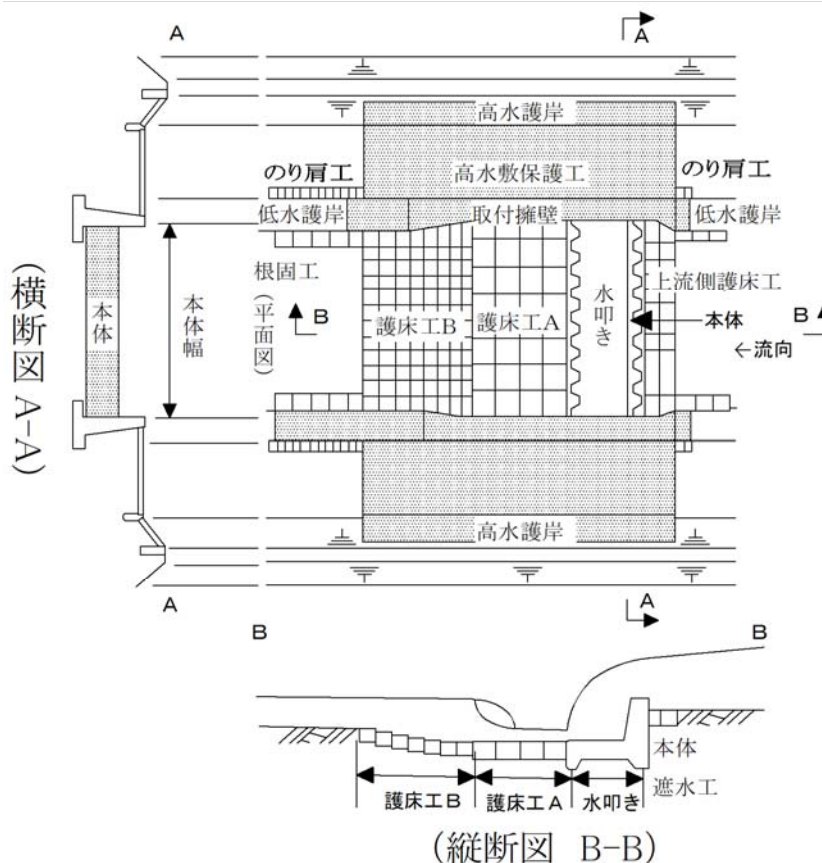 A
A
高水護岸
のり肩工
高水敷保護工
のり肩工
低水護岸
取付擁壁
低水護岸
根固工
(平面図)
B
護床工B
護床工A
水叩き
上流側護床工
本体
B
←流向
本体
本体幅
(横断図 A-A)
高水護岸
A
A
B
B
本体
遮水工
護床工B
護床工A
水叩き
(縦断図 B-B)